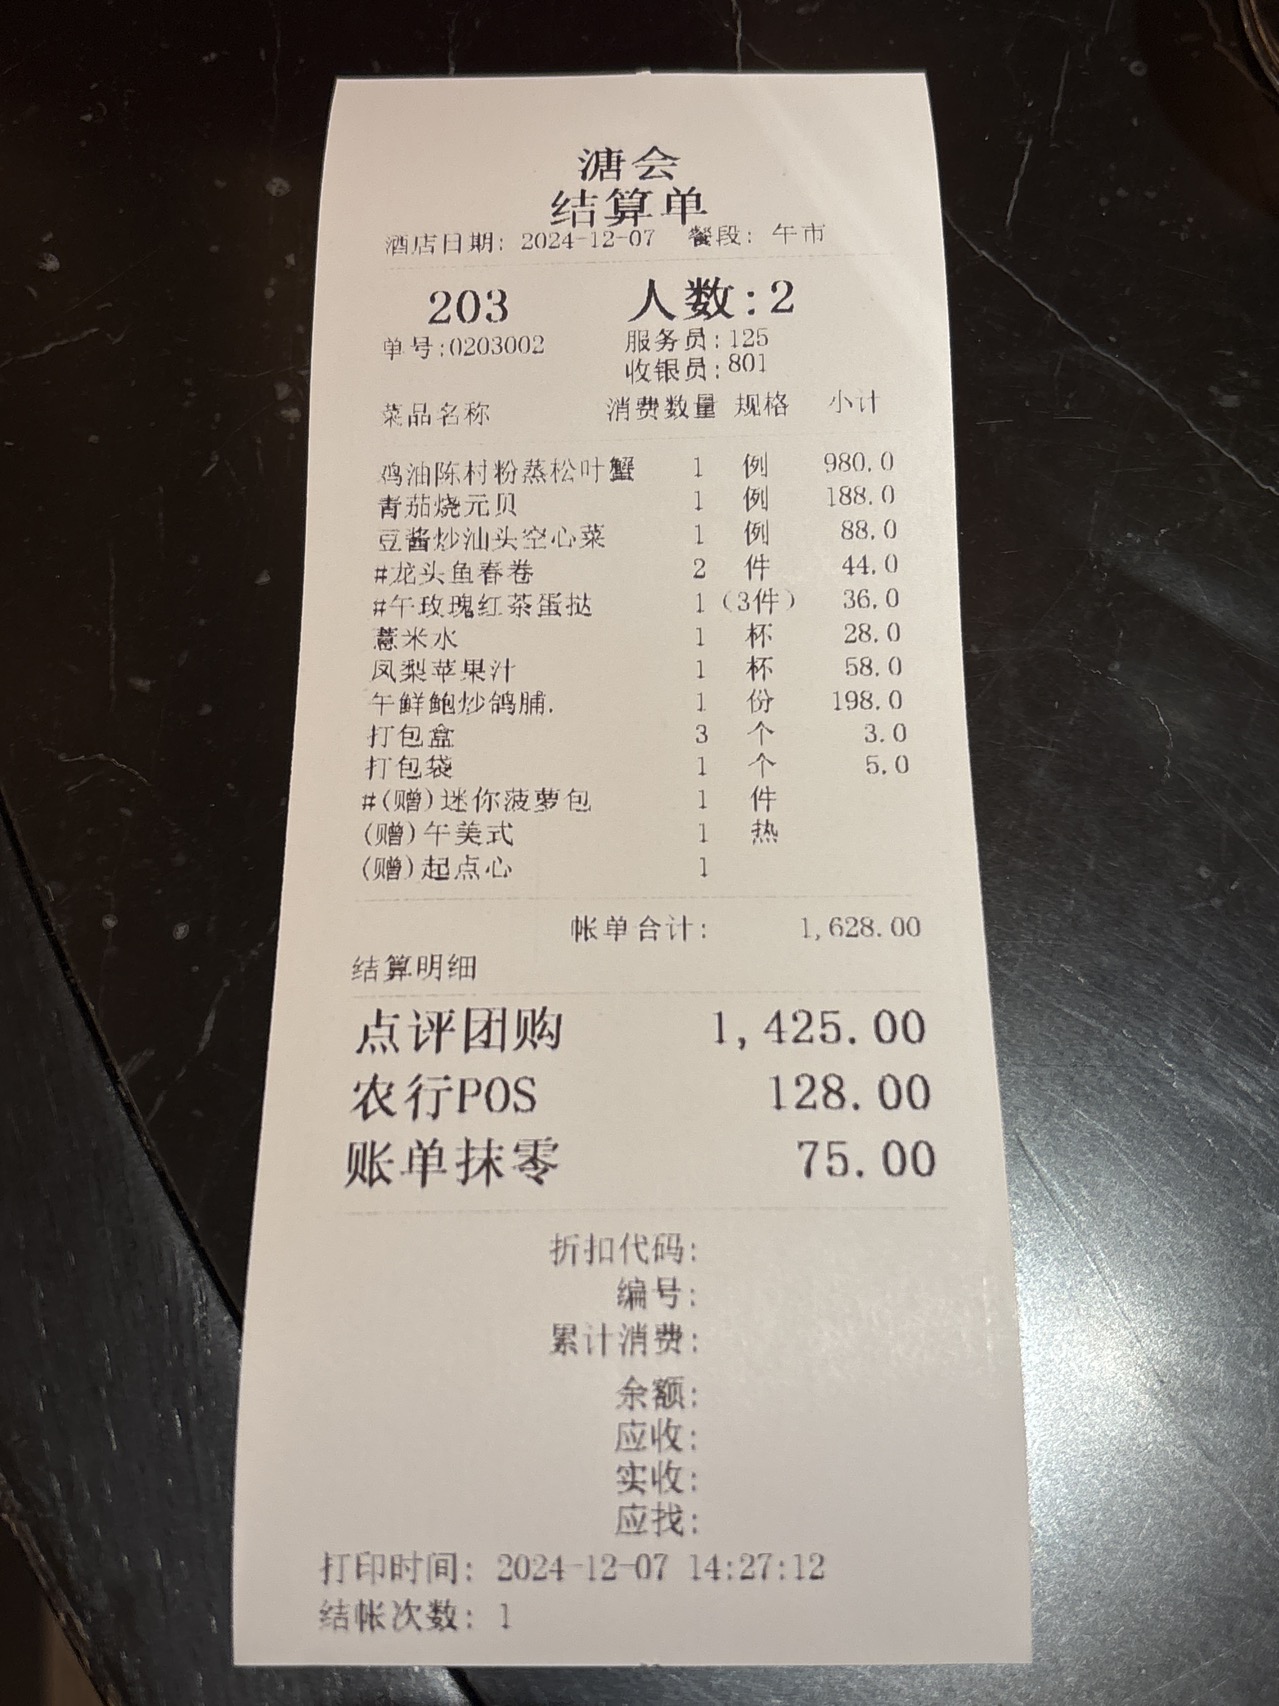 溏会
结算单
酒店日期: 2024-12-07 餐段: 午市
203 人数:2
单号:0203002 服务员:125
收银员:801
菜品名称 消费数量 规格 小计
鸡油陈村粉蒸松叶蟹 1 例 980.0
青茄烧元贝 1 例 188.0
豆酱炒汕头空心菜 1 例 88.0
#龙头鱼春卷 2 件 44.0
#午玫瑰红茶蛋挞 1 (3件) 36.0
薏米水 1 杯 28.0
凤梨苹果汁 1 杯 58.0
午鲜鲍炒鸽脯. 1 份 198.0
打包盒 3 个 3.0
打包袋 1 个 5.0
#(赠)迷你菠萝包 1 件
(赠)午美式 1 热
(赠)起点心 1
帐单合计: 1,628.00
结算明细
点评团购 1,425.00
农行POS 128.00
账单抹零 75.00
折扣代码:
编号:
累计消费:
余额:
应收:
实收:
应找:
打印时间: 2024-12-07 14:27:12
结帐次数: 1